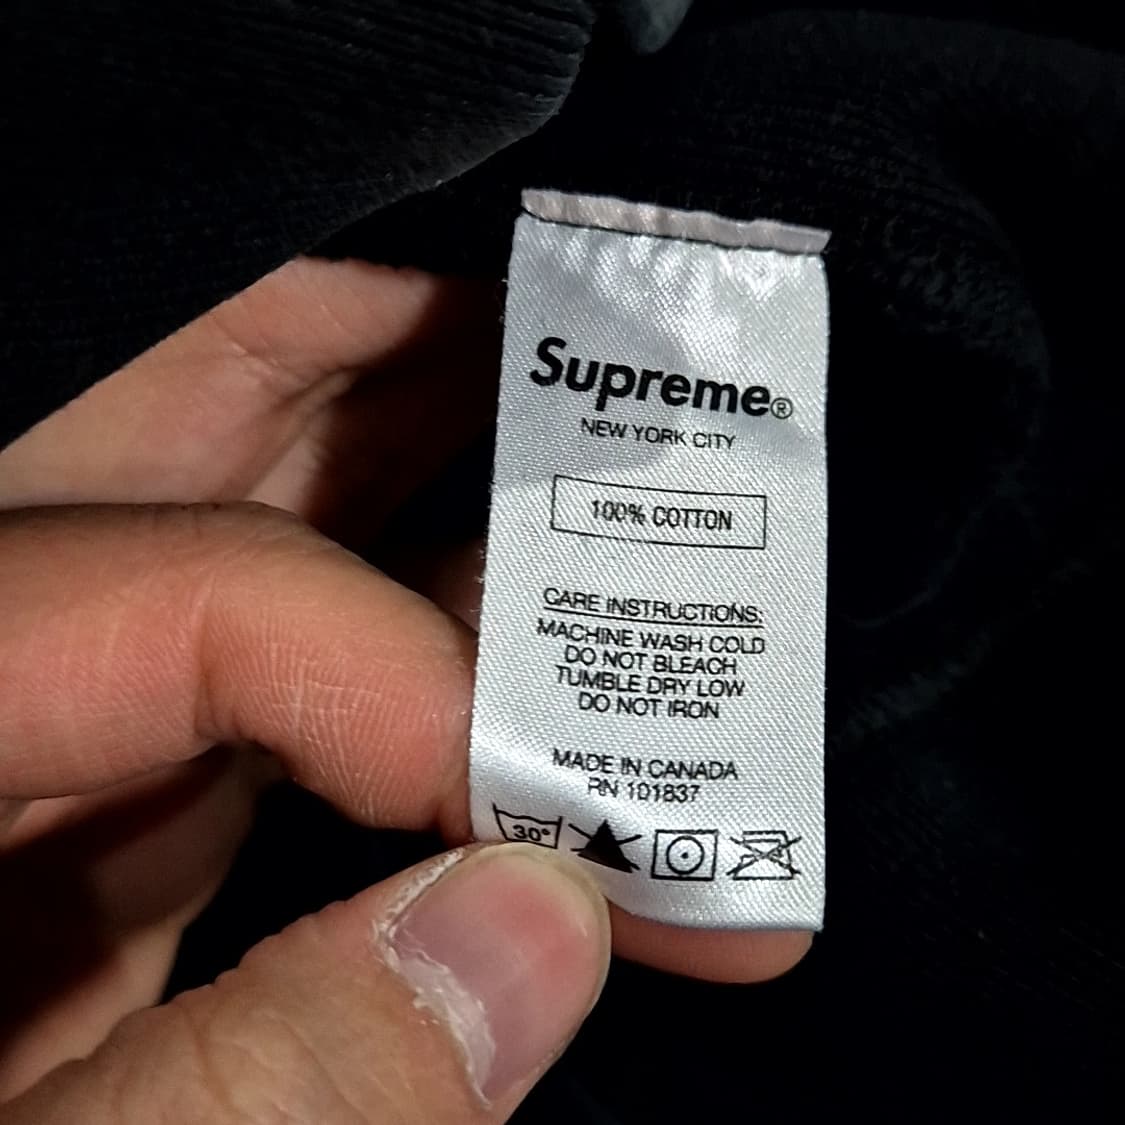 Supreme®
NEW YORK CITY
100% COTTON
CARE INSTRUCTIONS:
MACHINE WASH COLD
DO NOT BLEACH
TUMBLE DRY LOW
DO NOT IRON
MADE IN CANADA
RN 101837
30°